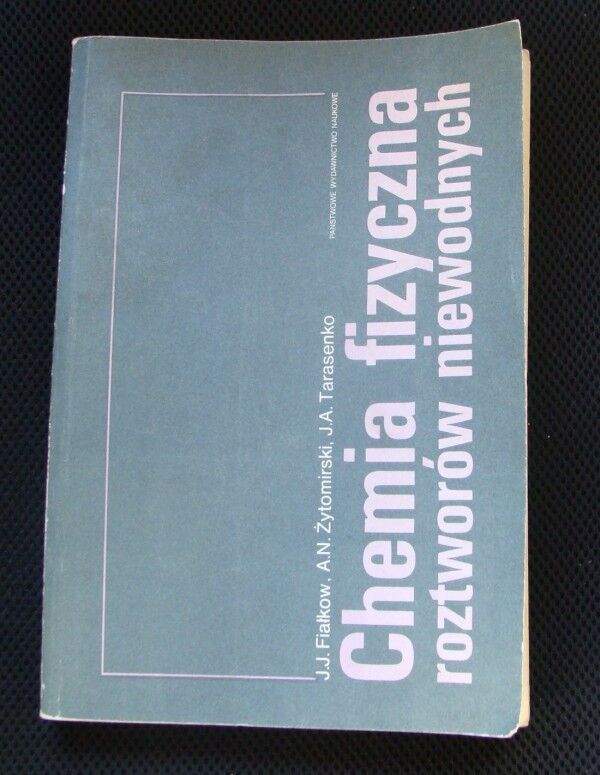 PAŃSTWOWE WYDAWNICTWO NAUKOWE
J.J. Fiałkow, A.N. Żytomirski, J.A. Tarasenko
Chemia fizyczna
roztworów niewodnych